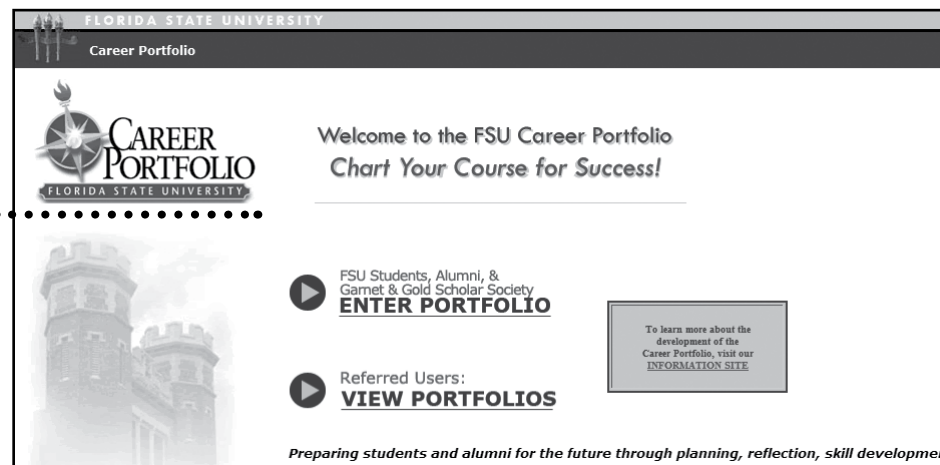 FLORIDA STATE UNIVERSITY
Career Portfolio
CAREER
PORTFOLIO
FLORIDA STATE UNIVERSITY
Welcome to the FSU Career Portfolio
Chart Your Course for Success!
FSU Students, Alumni, &
Garnet & Gold Scholar Society
ENTER PORTFOLIO
To learn more about the
development of the
Career Portfolio, visit our
INFORMATION SITE
Referred Users:
VIEW PORTFOLIOS
Preparing students and alumni for the future through planning, reflection, skill developme